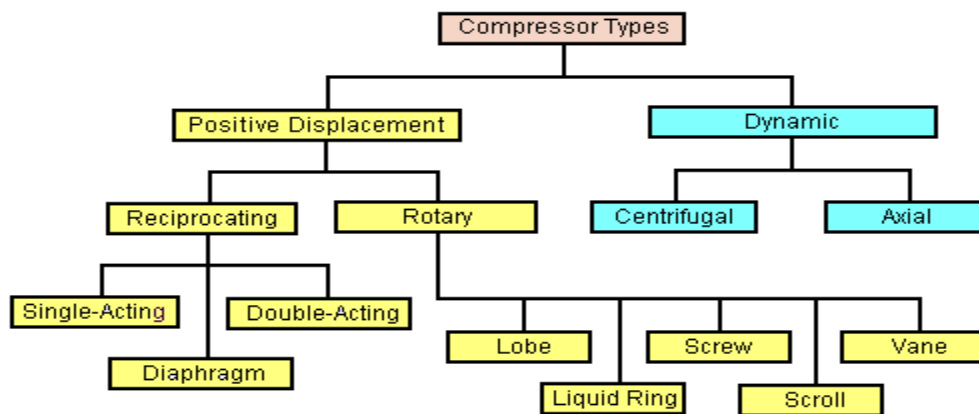 Compressor Types
Positive Displacement
Dynamic
Reciprocating
Rotary
Centrifugal
Axial
Single-Acting
Double-Acting
Diaphragm
Lobe
Liquid Ring
Screw
Scroll
Vane